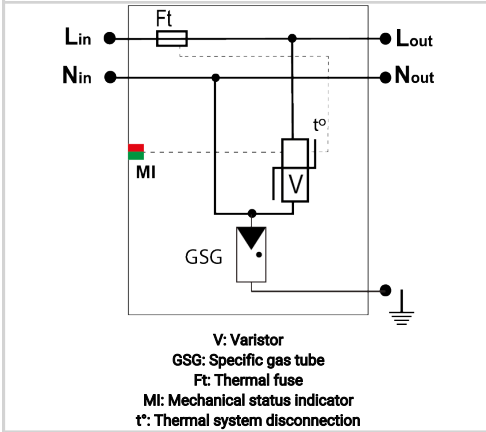 Ft
Lin Lout
Nin Nout
t°
MI
V
GSG
V: Varistor
GSG: Specific gas tube
Ft: Thermal fuse
MI: Mechanical status indicator
t°: Thermal system disconnection